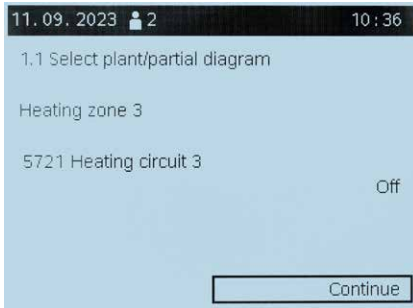 11. 09. 2023 2 10:36
1.1 Select plant/partial diagram
Heating zone 3
5721 Heating circuit 3
Off
Continue